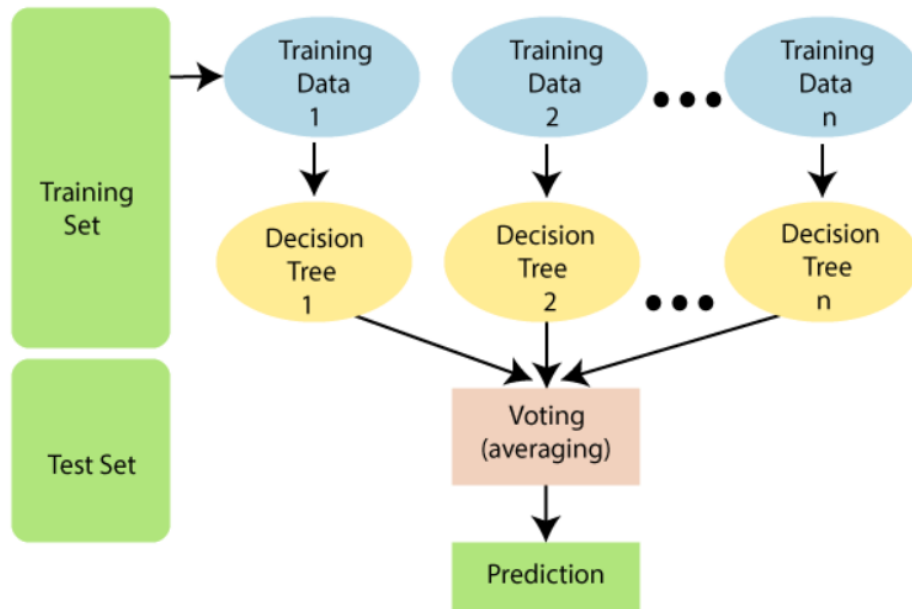 Training
Set
Training
Data
1
Training
Data
2
Training
Data
n
Decision
Tree
1
Decision
Tree
2
Decision
Tree
n
Test Set
Voting
(averaging)
Prediction